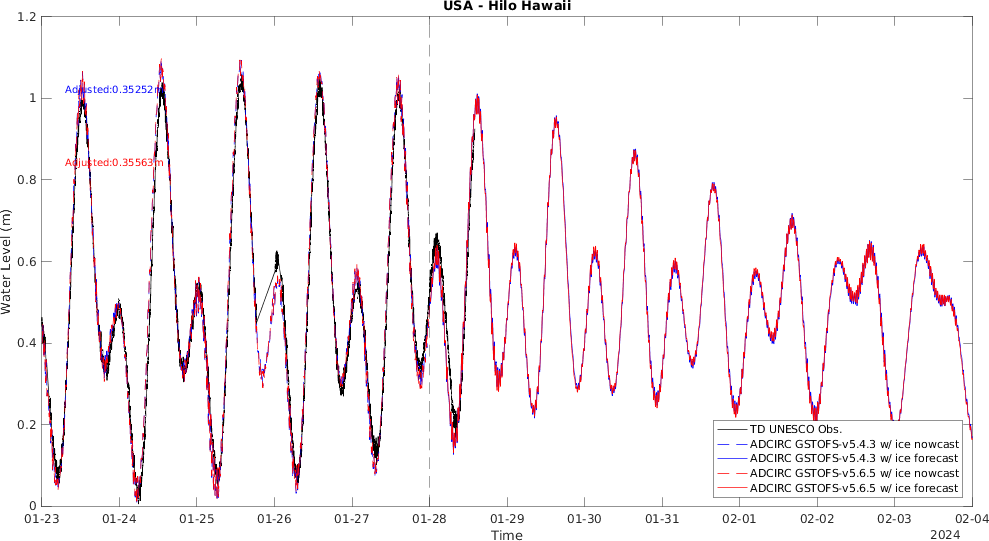 USA - Hilo Hawaii
1.2
1
0.8
0.6
0.4
0.2
0
Water Level (m)
Adjusted:0.35252m
Adjusted:0.35563m
TD UNESCO Obs.
ADCIRC GSTOFS-v5.4.3 w/ ice nowcast
ADCIRC GSTOFS-v5.4.3 w/ ice forecast
ADCIRC GSTOFS-v5.6.5 w/ ice nowcast
ADCIRC GSTOFS-v5.6.5 w/ ice forecast
01-23 01-24 01-25 01-26 01-27 01-28 01-29 01-30 01-31 02-01 02-02 02-03 02-04
Time
2024